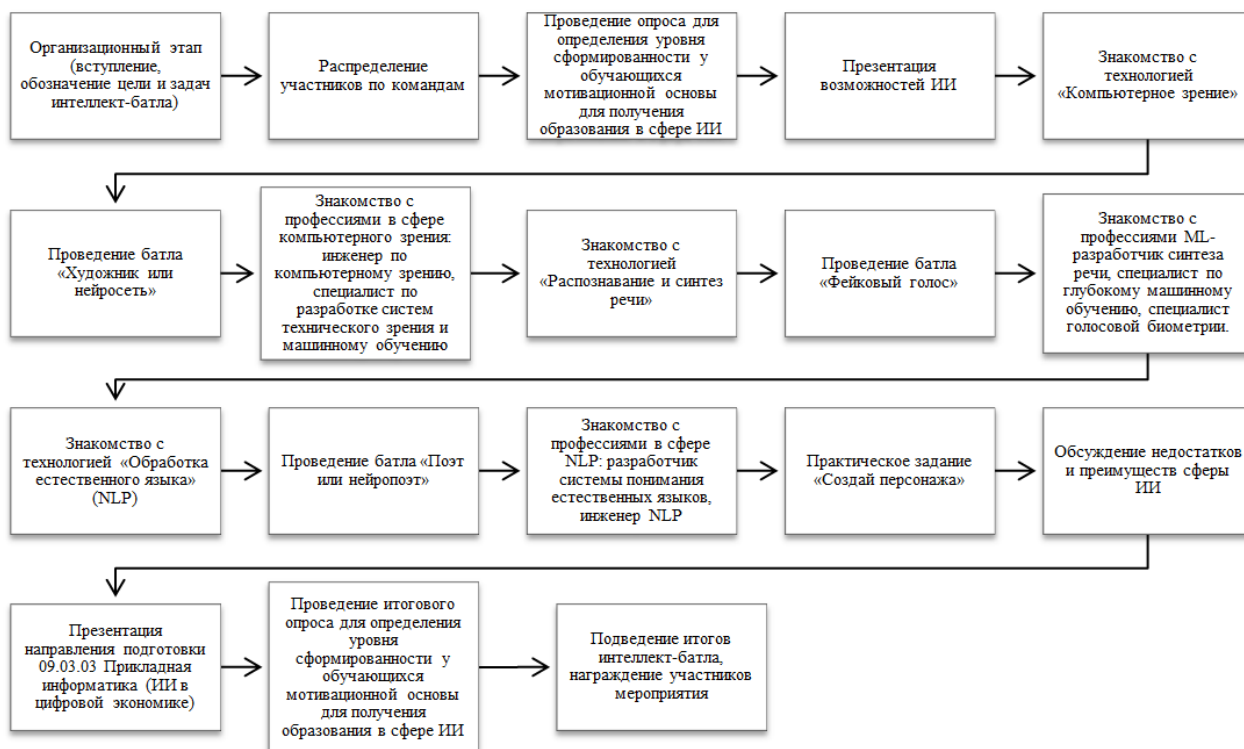 Организационный этап
(вступление,
обозначение цели и задач
интеллект-батла)
Распределение
участников по командам
Проведение опроса для
определения уровня
сформированности у
обучающихся
мотивационной основы
для получения
образования в сфере ИИ
Презентация
возможностей ИИ
Знакомство с
технологией
«Компьютерное зрение»
Проведение батла
«Художник или
нейросеть»
Знакомство с
профессиями в сфере
компьютерного зрения:
инженер по
компьютерному зрению,
специалист по
разработке систем
технического зрения и
машинному обучению
Знакомство с
технологией
«Распознавание и синтез
речи»
Проведение батла
«Фейковый голос»
Знакомство с
профессиями ML-
разработчик синтеза
речи, специалист по
глубокому машинному
обучению, специалист
голосовой биометрии.
Знакомство с
технологией «Обработка
естественного языка»
(NLP)
Проведение батла «Поэт
или нейропоэт»
Знакомство с
профессиями в сфере
NLP: разработчик
системы понимания
естественных языков,
инженер NLP
Практическое задание
«Создай персонажа»
Обсуждение недостатков
и преимуществ сферы
ИИ
Презентация
направления подготовки
09.03.03 Прикладная
информатика (ИИ в
цифровой экономике)
Проведение итогового
опроса для определения
уровня
сформированности у
обучающихся
мотивационной основы
для получения
образования в сфере ИИ
Подведение итогов
интеллект-батла,
награждение участников
мероприятия